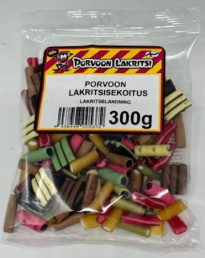 PORVOON LAKRITSI
PORVOON
LAKRITSISEKOITUS
LAKRITSBLANDNING
300g